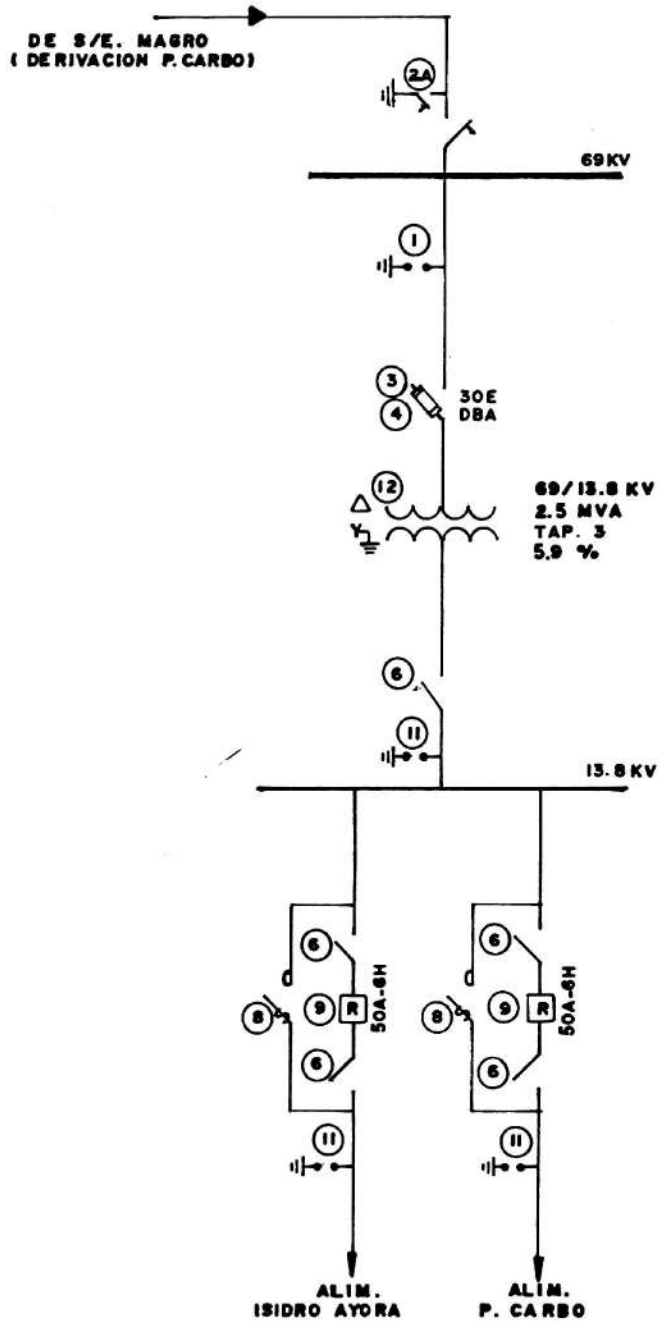 DE S/E. MAGRO
( DERIVACION P. CARBO)
2A
69KV
1
3
4
30E
DBA
12
69/13.8 KV
2.5 MVA
TAP. 3
5.9 %
6
11
13.8 KV
6
8
9
R
50A-6H
6
11
6
8
9
R
50A-6H
6
11
ALIM.
ISIDRO AYORA
ALIM.
P. CARBO